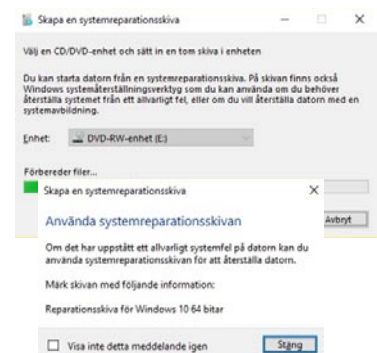 Skapa en systemreparationsskiva
Välj en CD/DVD-enhet och sätt in en tom skiva i enheten
Du kan starta datorn från en systemreparationsskiva. På skivan finns också
Windows systemåterställningsverktyg som du kan använda om du behöver
återställa systemet från ett allvarligt fel, eller om du vill återställa datorn med en
systemavbildning.
Enhet: DVD-RW-enhet (E:)
Förbereder filer...
Skapa en systemreparationsskiva
Avbryt
Använda systemreparationsskivan
Om det har uppstått ett allvarligt systemfel på datorn kan du
använda systemreparationsskivan för att återställa datorn.
Märk skivan med följande information:
Reparationsskiva för Windows 10 64 bitar
Visa inte detta meddelande igen
Stäng